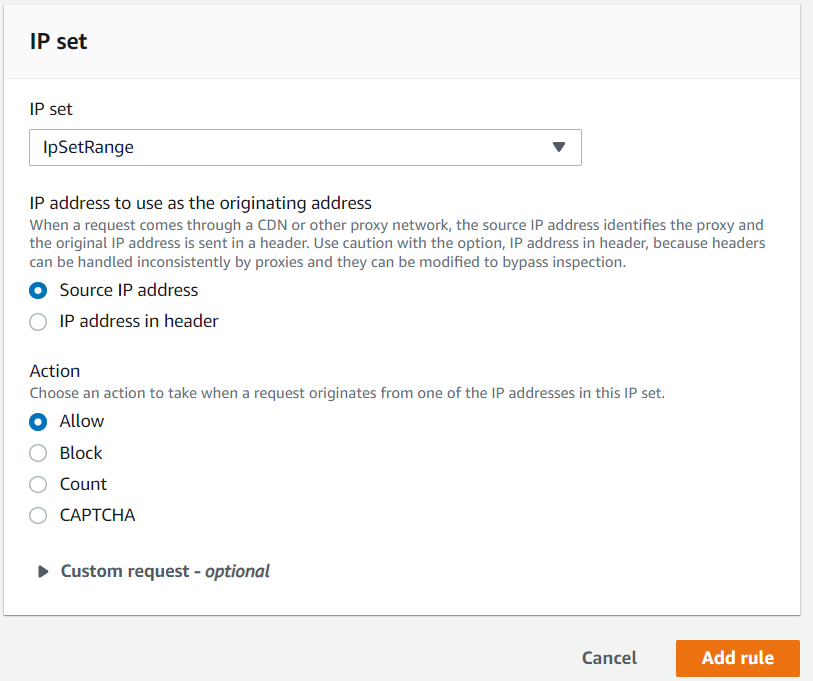 IP set
IP set
IpSetRange
IP address to use as the originating address
When a request comes through a CDN or other proxy network, the source IP address identifies the proxy and
the original IP address is sent in a header. Use caution with the option, IP address in header, because headers
can be handled inconsistently by proxies and they can be modified to bypass inspection.
Source IP address
IP address in header
Action
Choose an action to take when a request originates from one of the IP addresses in this IP set.
Allow
Block
Count
CAPTCHA
Custom request - optional
Cancel
Add rule